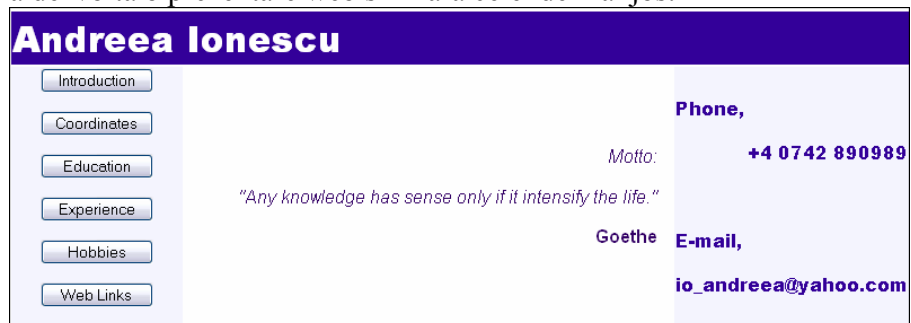 Andreea Ionescu
Introduction
Coordinates
Education
Experience
Hobbies
Web Links
Motto:
"Any knowledge has sense only if it intensify the life."
Goethe
Phone,
+4 0742 890989
E-mail,
io_andreea@yahoo.com